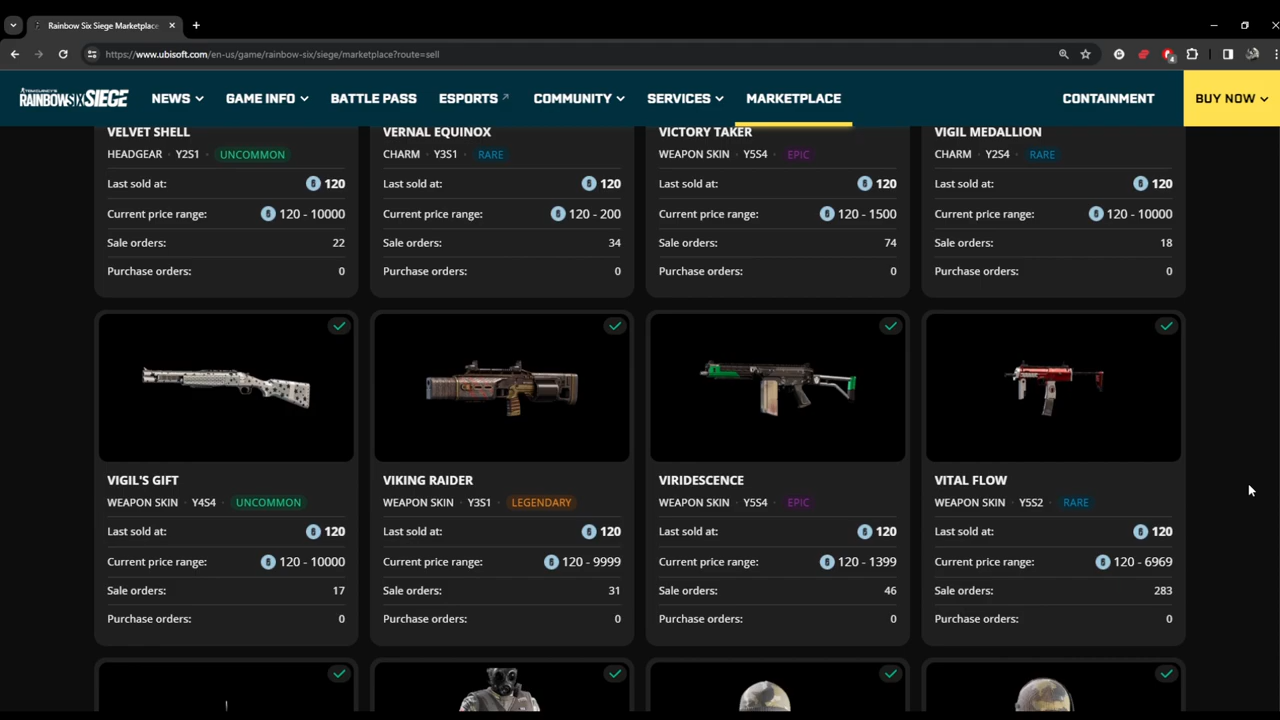 Rainbow Six Siege Marketplace
https://www.ubisoft.com/en-us/game/rainbow-six/siege/marketplace?route=sell
4
TOM CLANCY'S
RAINBOWSIX SIEGE NEWS GAME INFO BATTLE PASS ESPORTS COMMUNITY SERVICES MARKETPLACE CONTAINMENT BUY NOW
VELVET SHELL VERNAL EQUINOX VICTORY TAKER VIGIL MEDALLION
HEADGEAR · Y2S1 · UNCOMMON CHARM · Y3S1 · RARE WEAPON SKIN · Y5S4 · EPIC CHARM · Y2S4 · RARE
Last sold at: 120 Last sold at: 120 Last sold at: 120 Last sold at: 120
Current price range: 120 - 10000 Current price range: 120 - 200 Current price range: 120 - 1500 Current price range: 120 - 10000
Sale orders: 22 Sale orders: 34 Sale orders: 74 Sale orders: 18
Purchase orders: 0 Purchase orders: 0 Purchase orders: 0 Purchase orders: 0
VIGIL'S GIFT VIKING RAIDER VIRIDESCENCE VITAL FLOW
WEAPON SKIN · Y4S4 · UNCOMMON WEAPON SKIN · Y3S1 · LEGENDARY WEAPON SKIN · Y5S4 · EPIC WEAPON SKIN · Y5S2 · RARE
Last sold at: 120 Last sold at: 120 Last sold at: 120 Last sold at: 120
Current price range: 120 - 10000 Current price range: 120 - 9999 Current price range: 120 - 1399 Current price range: 120 - 6969
Sale orders: 17 Sale orders: 31 Sale orders: 46 Sale orders: 283
Purchase orders: 0 Purchase orders: 0 Purchase orders: 0 Purchase orders: 0